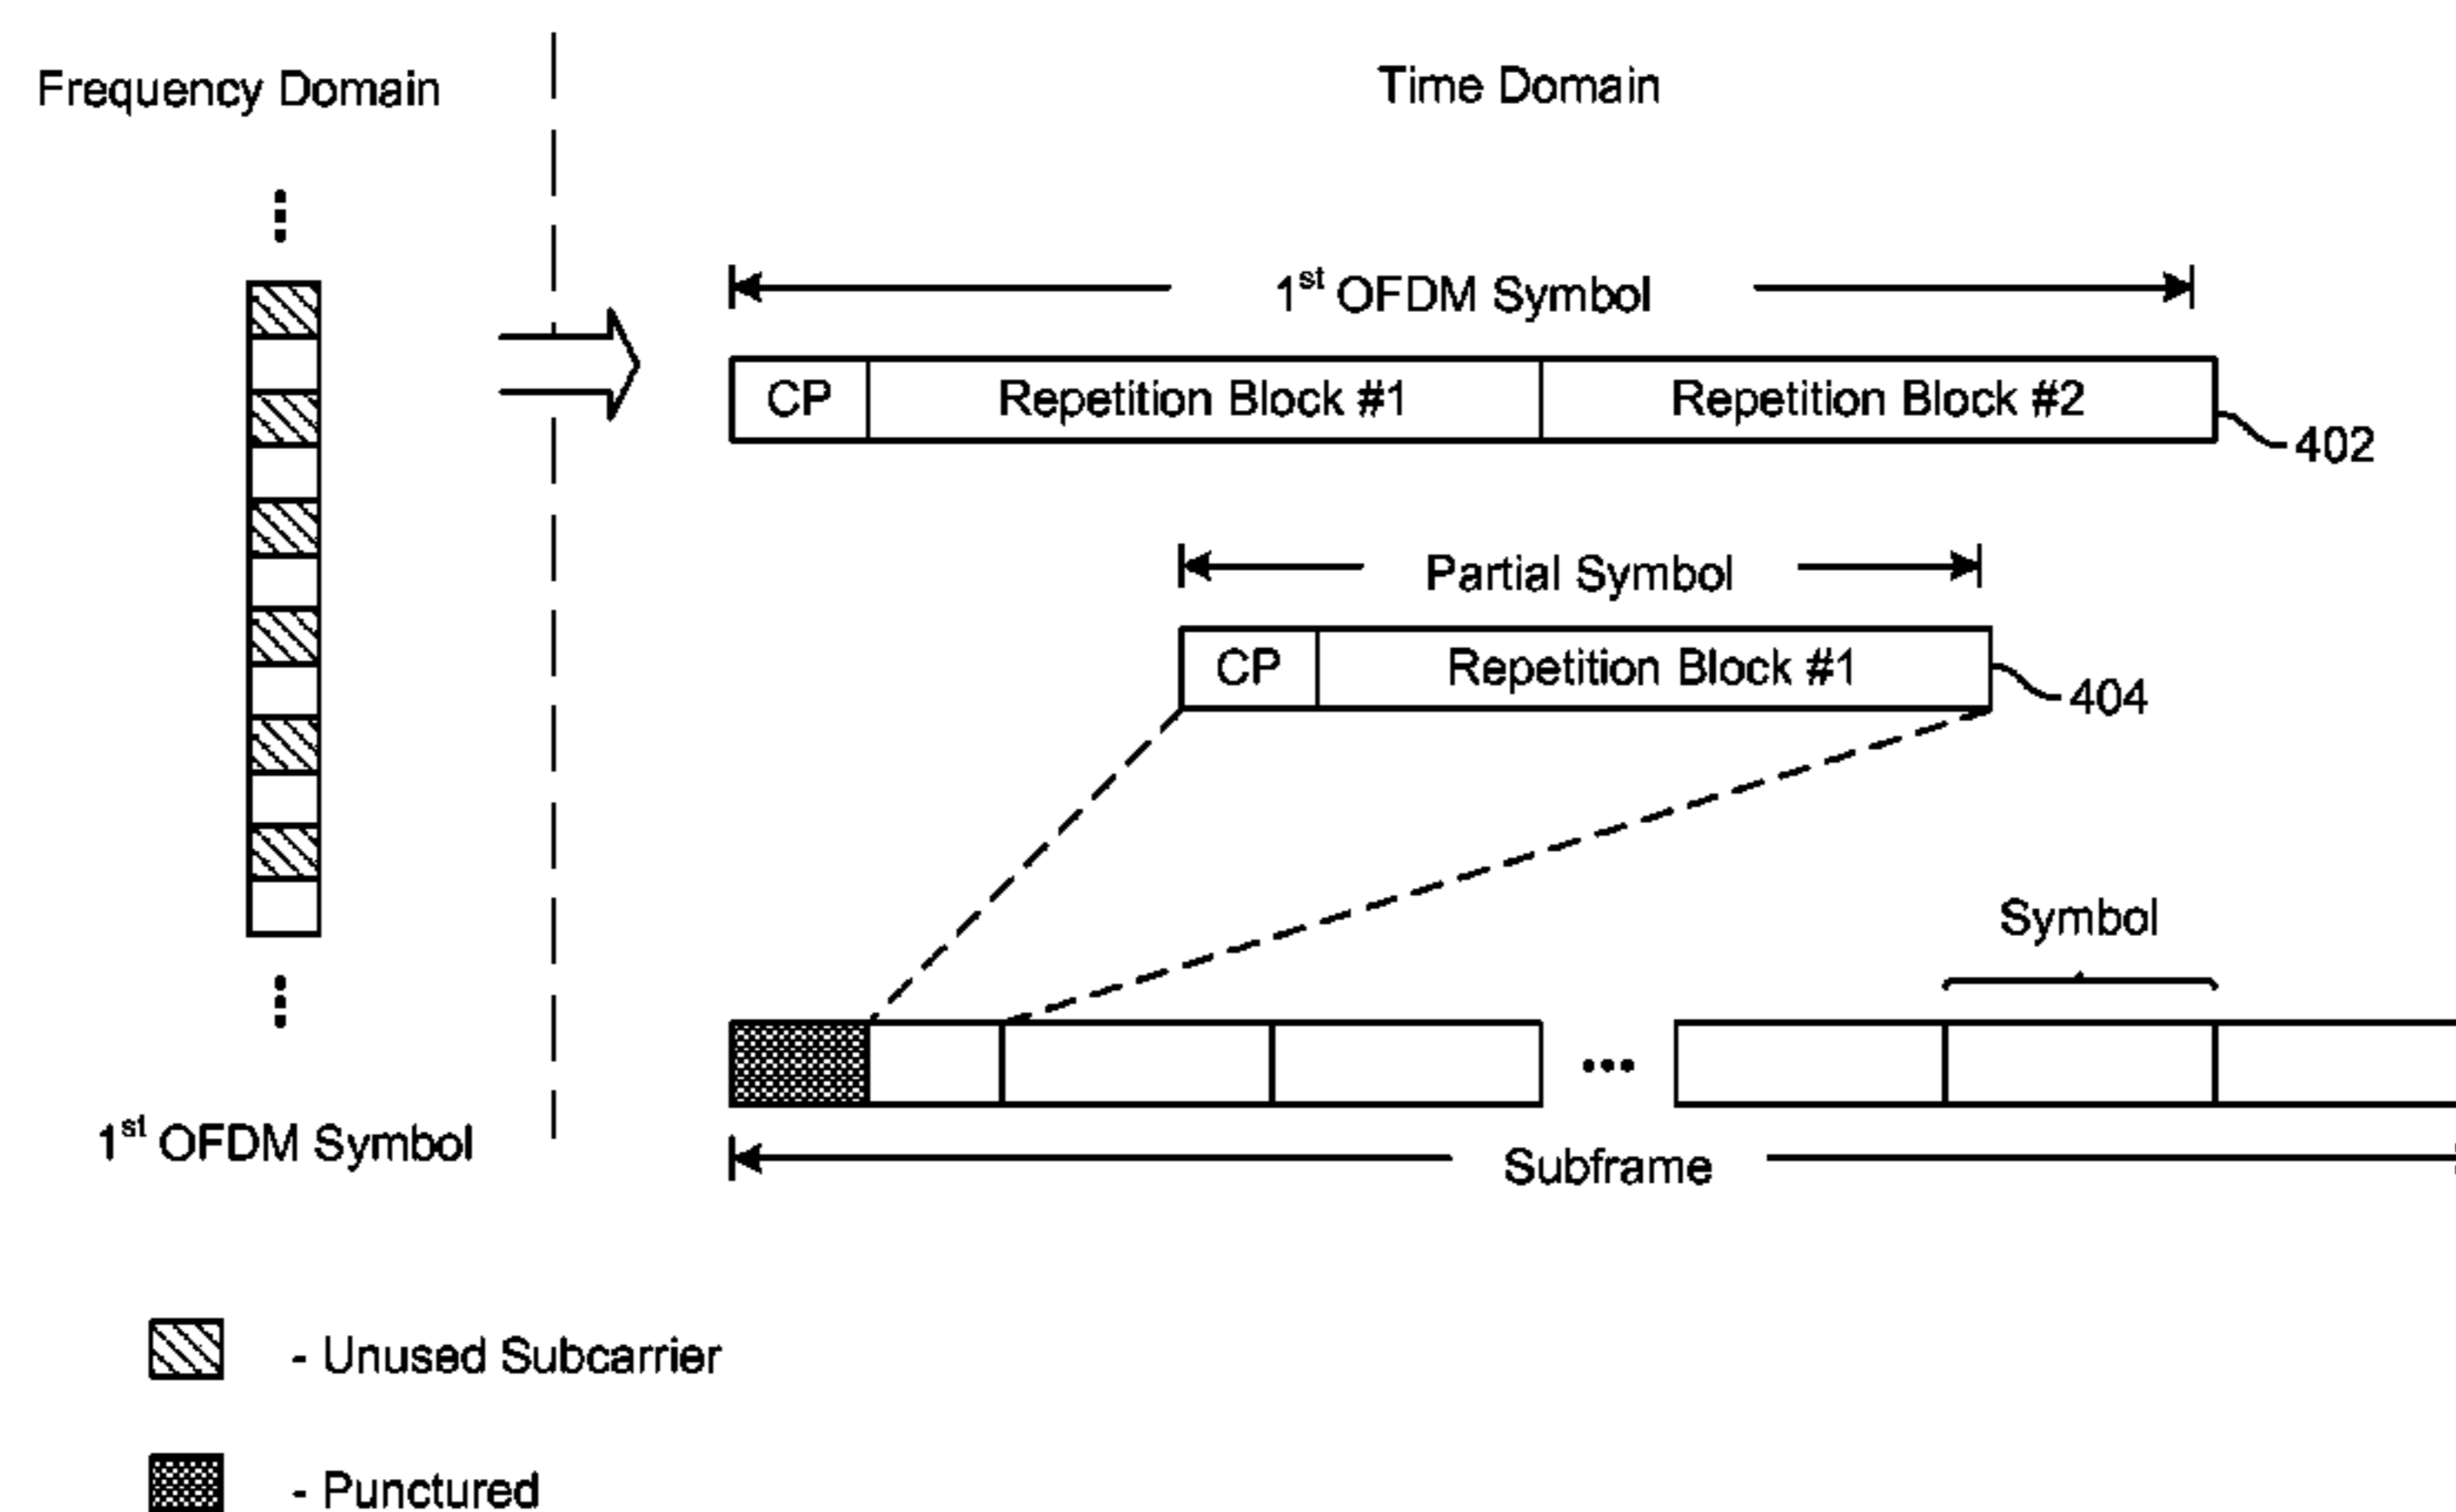 Frequency Domain
Time Domain
1st OFDM Symbol
CP
Repetition Block #1
Repetition Block #2
402
Partial Symbol
CP
Repetition Block #1
404
Symbol
...
1st OFDM Symbol
Subframe
- Unused Subcarrier
- Punctured